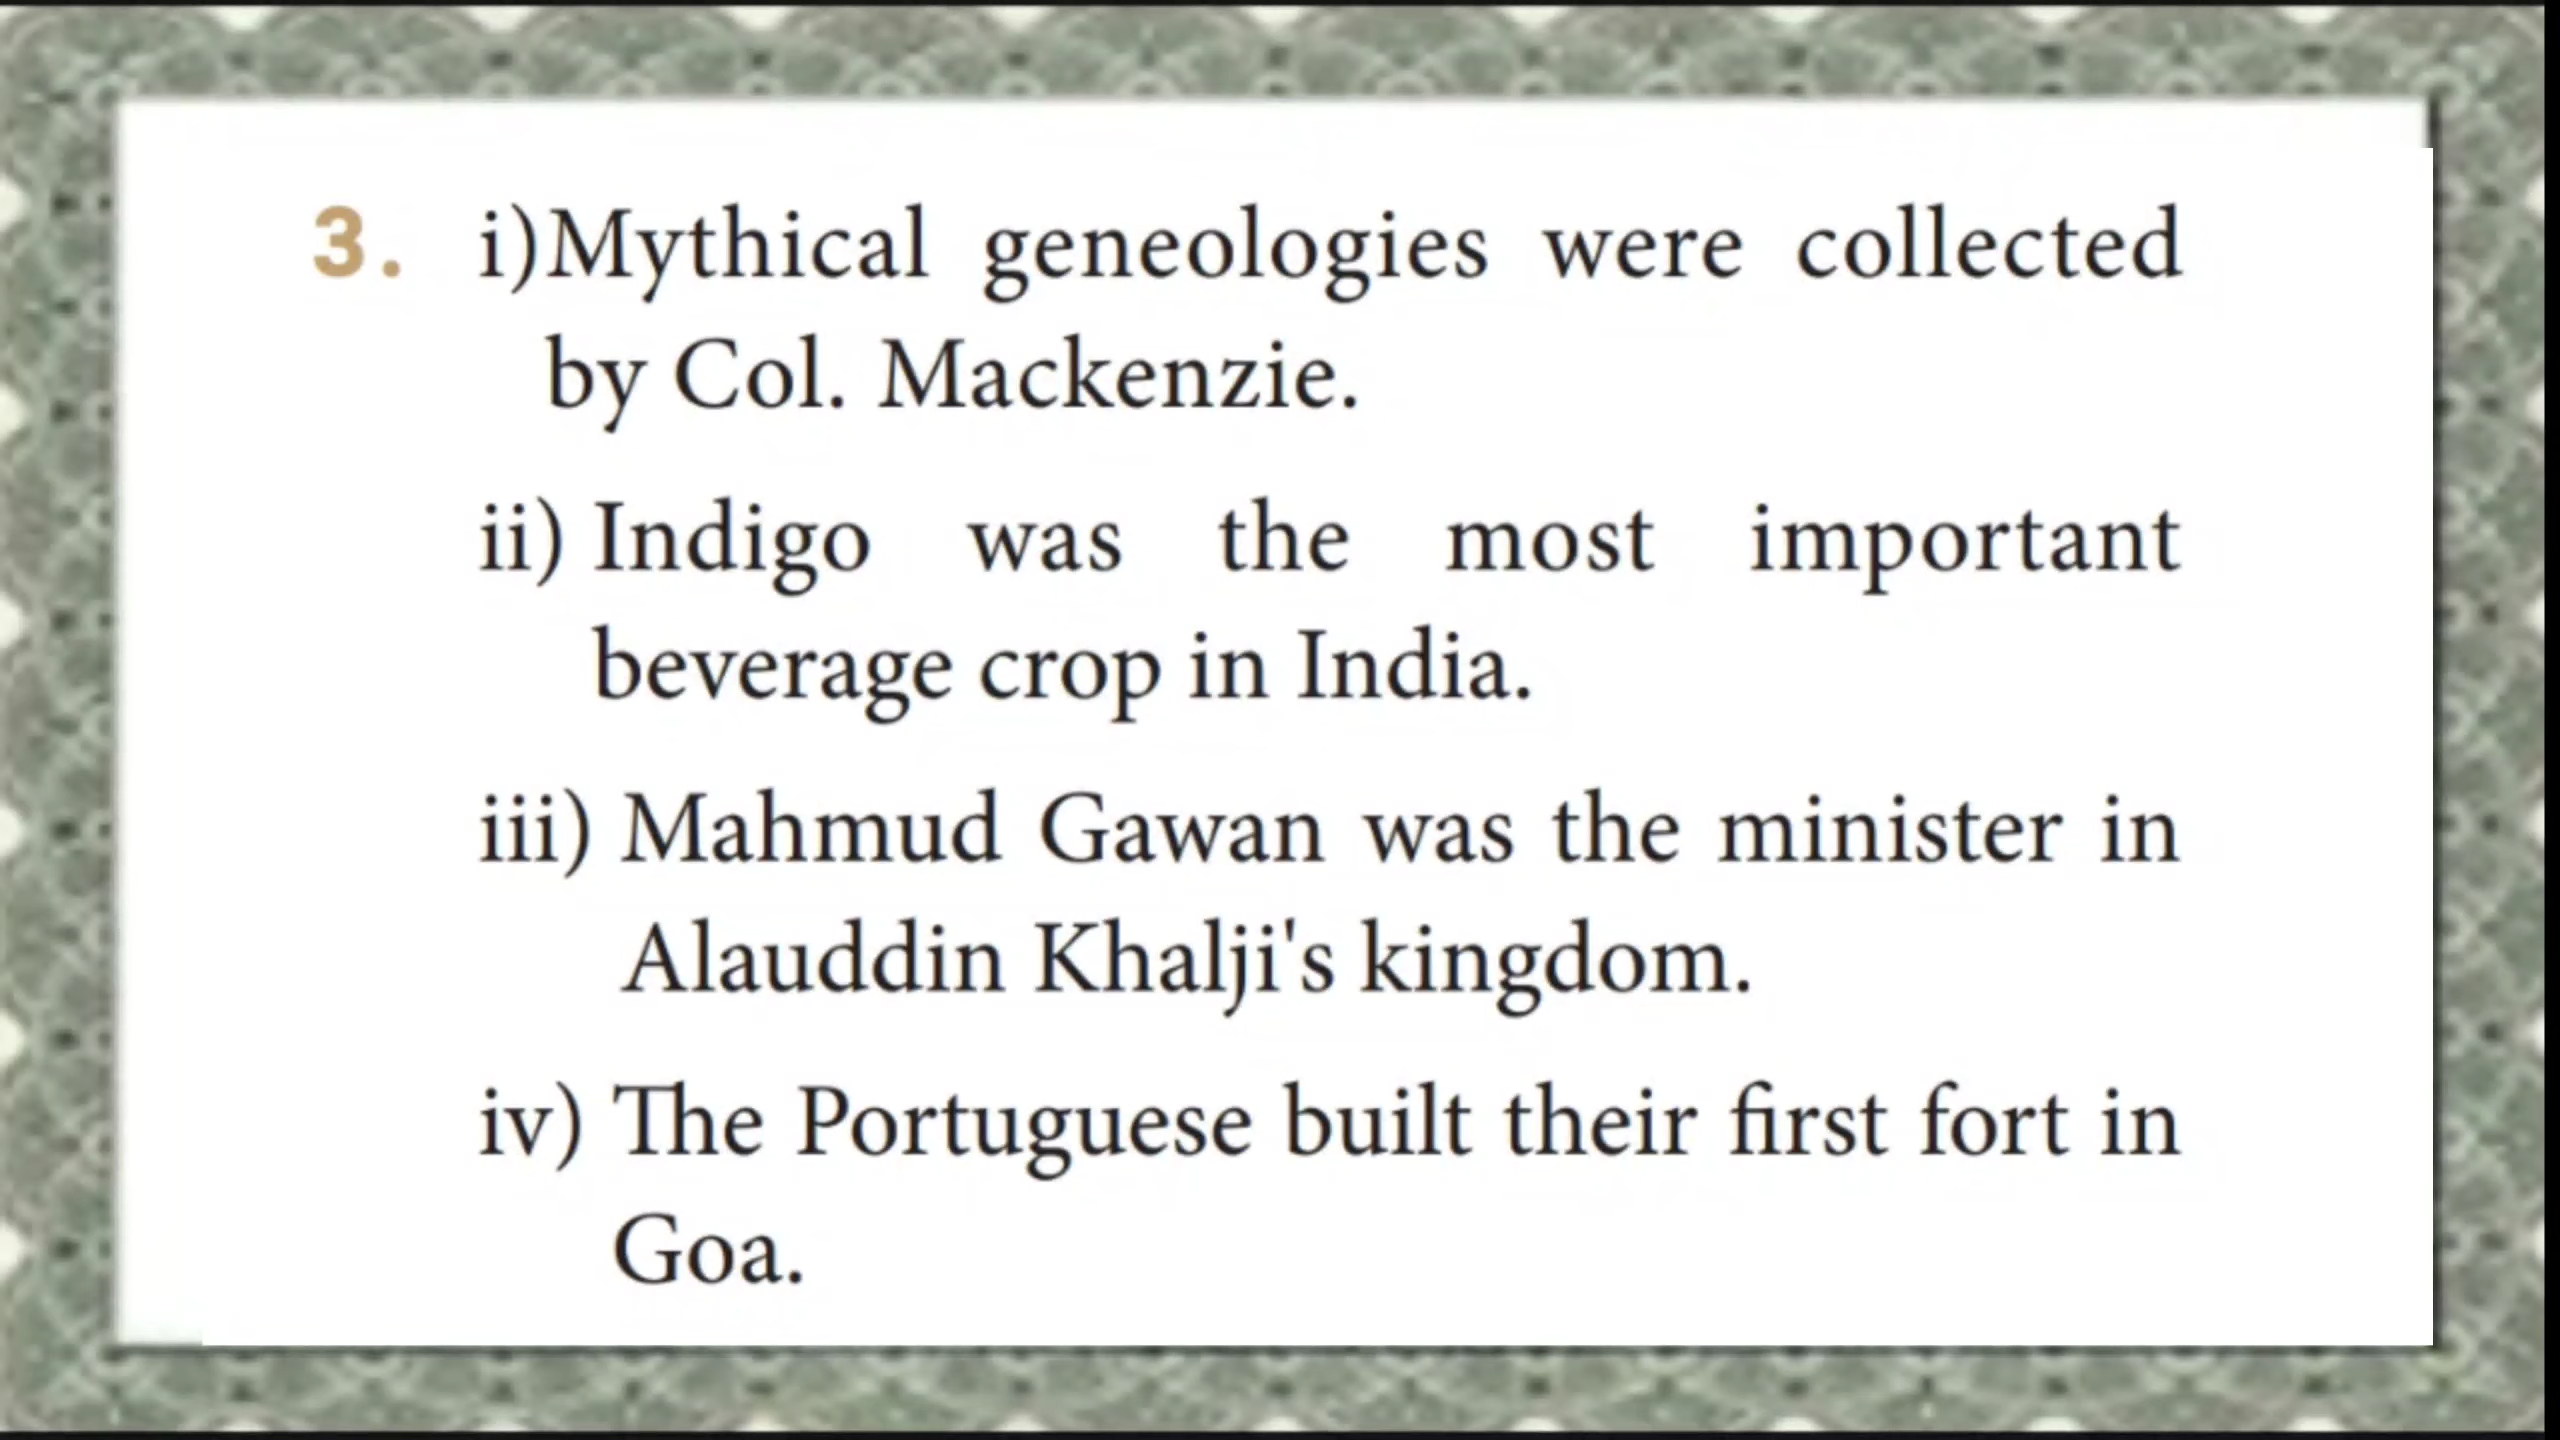 3. i)Mythical geneologies were collected
by Col. Mackenzie.
ii) Indigo was the most important
beverage crop in India.
iii) Mahmud Gawan was the minister in
Alauddin Khalji's kingdom.
iv) The Portuguese built their first fort in
Goa.